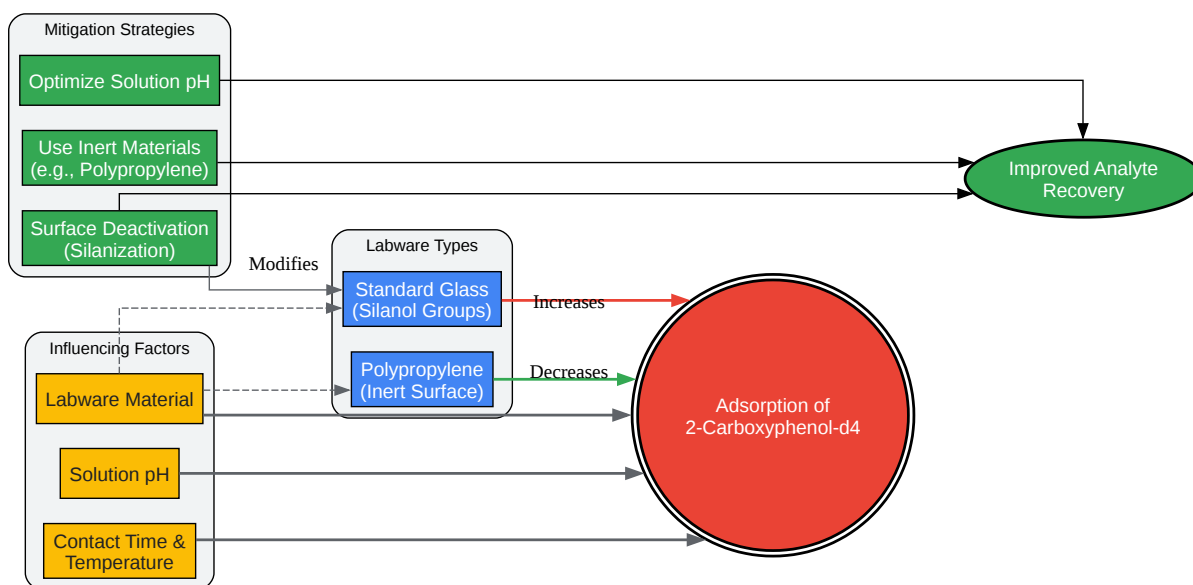 Mitigation Strategies
Optimize Solution pH
Use Inert Materials
(e.g., Polypropylene)
Surface Deactivation
(Silanization)
Improved Analyte
Recovery
Modifies
Labware Types
Standard Glass
(Silanol Groups)
Increases
Polypropylene
(Inert Surface)
Decreases
Influencing Factors
Labware Material
Solution pH
Contact Time &
Temperature
Adsorption of
2-Carboxyphenol-d4